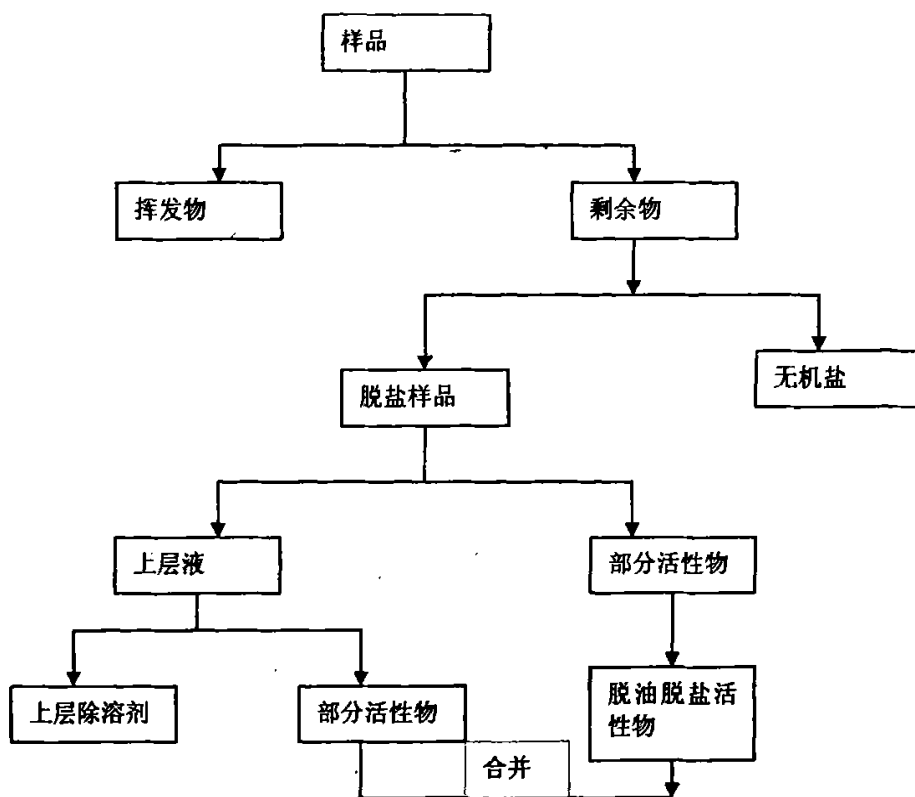 样品
挥发物
剩余物
脱盐样品
无机盐
上层液
部分活性物
上层除溶剂
部分活性物
脱油脱盐活
性物
合并